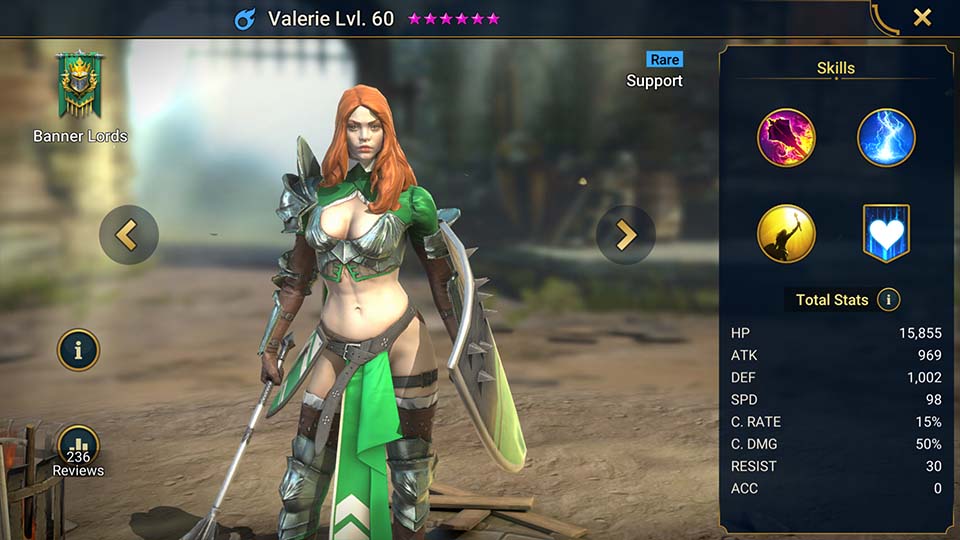 Valerie Lvl. 60
Rare
Support
Banner Lords
236
Reviews
Skills
Total Stats
HP 15,855
ATK 969
DEF 1,002
SPD 98
C. RATE 15%
C. DMG 50%
RESIST 30
ACC 0